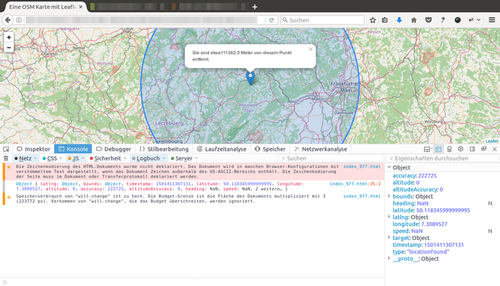 Eine OSM Karte mit Leafl
Suchen
+
−
Sie sind etwa111362.5 Meter von diesem Punkt
entfernt.
×
Frankfurt
Luxembourg
Leaflet
Inspektor
Konsole
Debugger
Stilbearbeitung
Laufzeitanalyse
Speicher
Netzwerkanalyse
Netz
CSS
JS
Sicherheit
Logbuch
Server
Eigenschaften durchsuchen
Die Zeichenkodierung des HTML-Dokuments wurde nicht deklariert. Das Dokument wird in manchen Browser-Konfigurationen mit index_977.html
verstümmeltem Text dargestellt, wenn das Dokument Zeichen außerhalb des US-ASCII-Bereichs enthält. Die Zeichenkodierung
der Seite muss im Dokument oder Transferprotokoll deklariert werden.
Object { latlng: Object, bounds: Object, timestamp: 1501411307131, latitude: 50.118345999999995, longitude: index_977.html:35:1
7.3089527, altitude: 0, accuracy: 222725, altitudeAccuracy: 0, heading: NaN, speed: NaN, 2 weitere… }
Speicherverbrauch von "will-change" ist zu hoch. Die Budget-Grenze ist die Fläche des Dokuments multipliziert mit 3 index_977.html
(223772 px). Vorkommen von "will-change", die das Budget überschreiten, werden ignoriert.
Object
accuracy: 222725
altitude: 0
altitudeAccuracy: 0
bounds: Object
heading: NaN
latitude: 50.118345999999995
latlng: Object
longitude: 7.3089527
speed: NaN
target: Object
timestamp: 1501411307131
type: "locationfound"
__proto__: Object